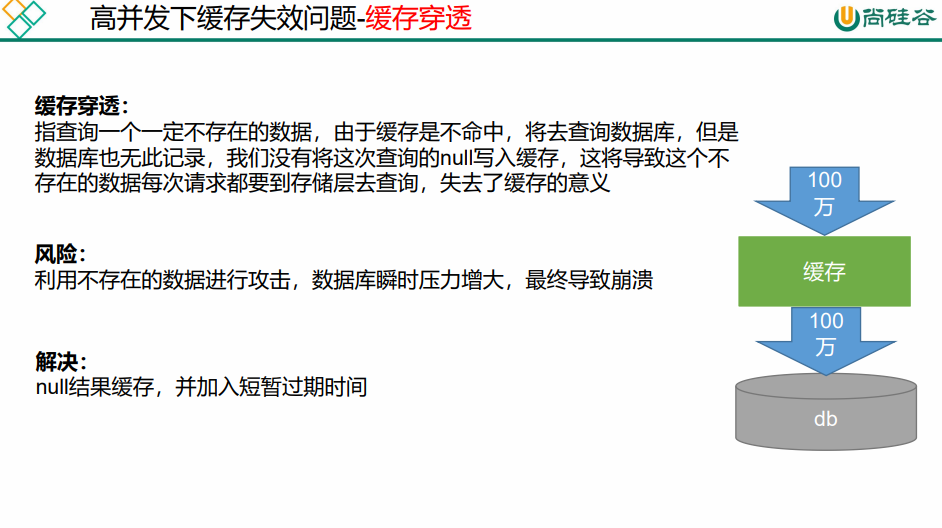 高并发下缓存失效问题-缓存穿透
尚硅谷
缓存穿透：
指查询一个一定不存在的数据，由于缓存是不命中，将去查询数据库，但是
数据库也无此记录，我们没有将这次查询的null写入缓存，这将导致这个不
存在的数据每次请求都要到存储层去查询，失去了缓存的意义
风险：
利用不存在的数据进行攻击，数据库瞬时压力增大，最终导致崩溃
解决：
null结果缓存，并加入短暂过期时间
100
万
缓存
100
万
db